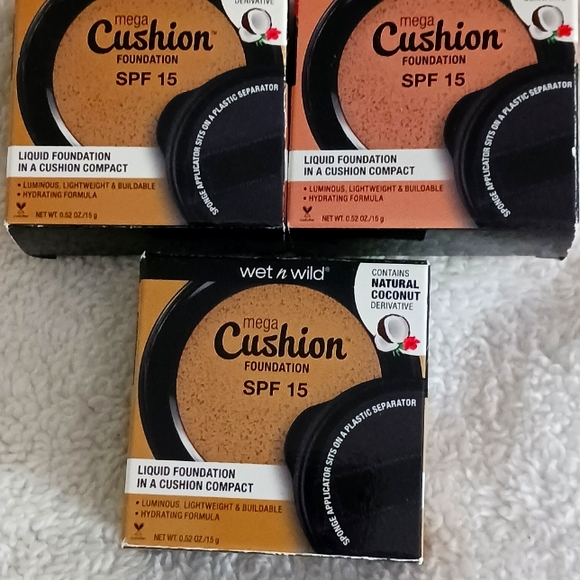 DERIVATIVE
mega
Cushion™
FOUNDATION
SPF 15
SPONGE APPLICATOR SITS ON A PLASTIC SEPARATOR
LIQUID FOUNDATION
IN A CUSHION COMPACT
• LUMINOUS, LIGHTWEIGHT & BUILDABLE
• HYDRATING FORMULA
NET WT. 0.52 OZ./15 g
mega
Cushion™
FOUNDATION
SPF 15
SPONGE APPLICATOR SITS ON A PLASTIC SEPARATOR
LIQUID FOUNDATION
IN A CUSHION COMPACT
• LUMINOUS, LIGHTWEIGHT & BUILDABLE
• HYDRATING FORMULA
NET WT. 0.52 OZ./15 g
wet n wild®
CONTAINS
NATURAL
COCONUT
DERIVATIVE
mega
Cushion™
FOUNDATION
SPF 15
SPONGE APPLICATOR SITS ON A PLASTIC SEPARATOR
LIQUID FOUNDATION
IN A CUSHION COMPACT
• LUMINOUS, LIGHTWEIGHT & BUILDABLE
• HYDRATING FORMULA
NET WT. 0.52 OZ./15 g